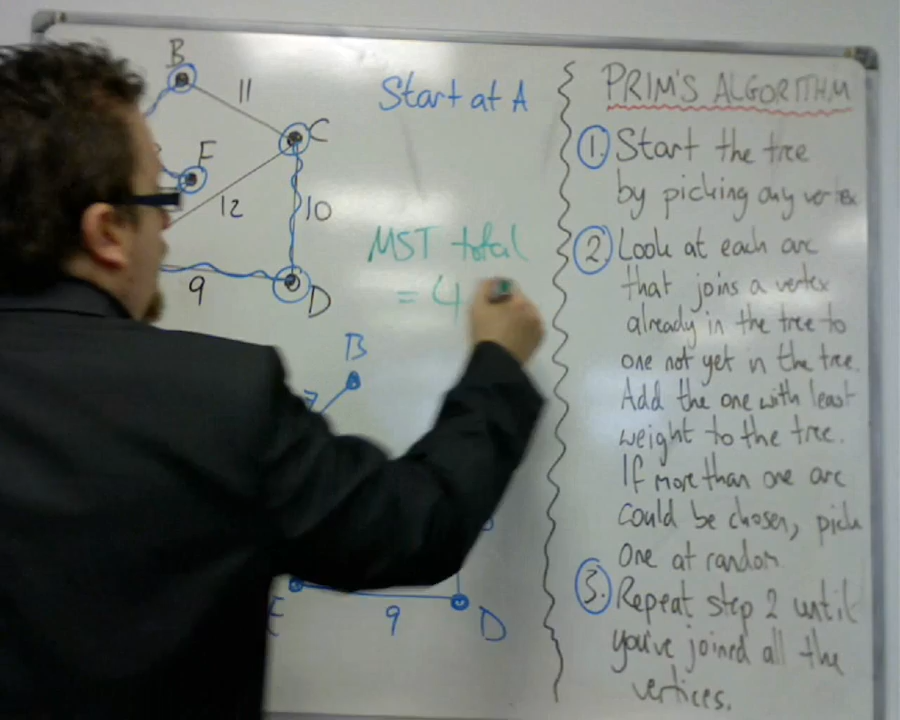 B
11
C
F
12
10
9
D
Start at A
MST total
= 4
B
7
E
9
D
PRIM'S ALGORITHM
1. Start the tree
by picking any vertex
2. Look at each arc
that joins a vertex
already in the tree to
one not yet in the tree.
Add the one with least
weight to the tree.
If more than one arc
could be chosen, pick
one at random
3. Repeat step 2 until
you've joined all the
vertices.